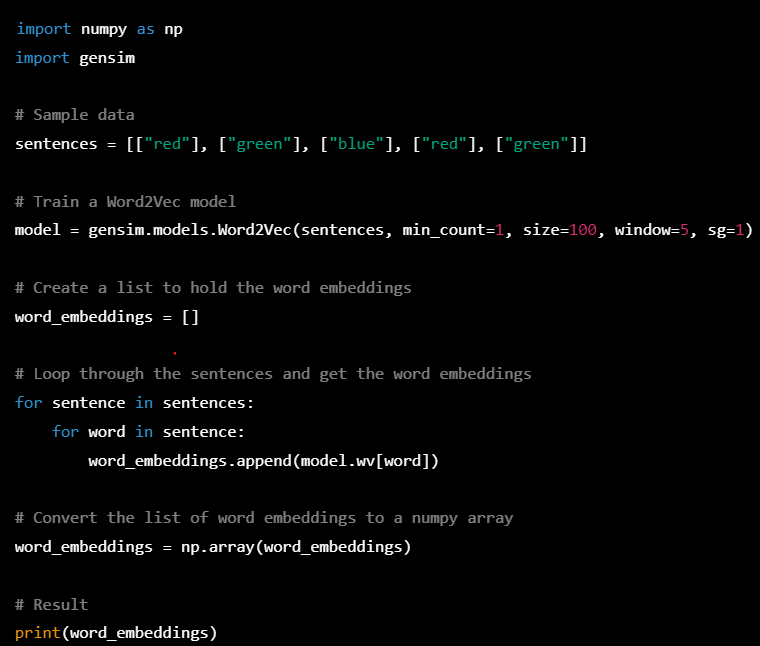 import numpy as np
import gensim
# Sample data
sentences = [["red"], ["green"], ["blue"], ["red"], ["green"]]
# Train a Word2Vec model
model = gensim.models.Word2Vec(sentences, min_count=1, size=100, window=5, sg=1)
# Create a list to hold the word embeddings
word_embeddings = []
# Loop through the sentences and get the word embeddings
for sentence in sentences:
    for word in sentence:
        word_embeddings.append(model.wv[word])
# Convert the list of word embeddings to a numpy array
word_embeddings = np.array(word_embeddings)
# Result
print(word_embeddings)